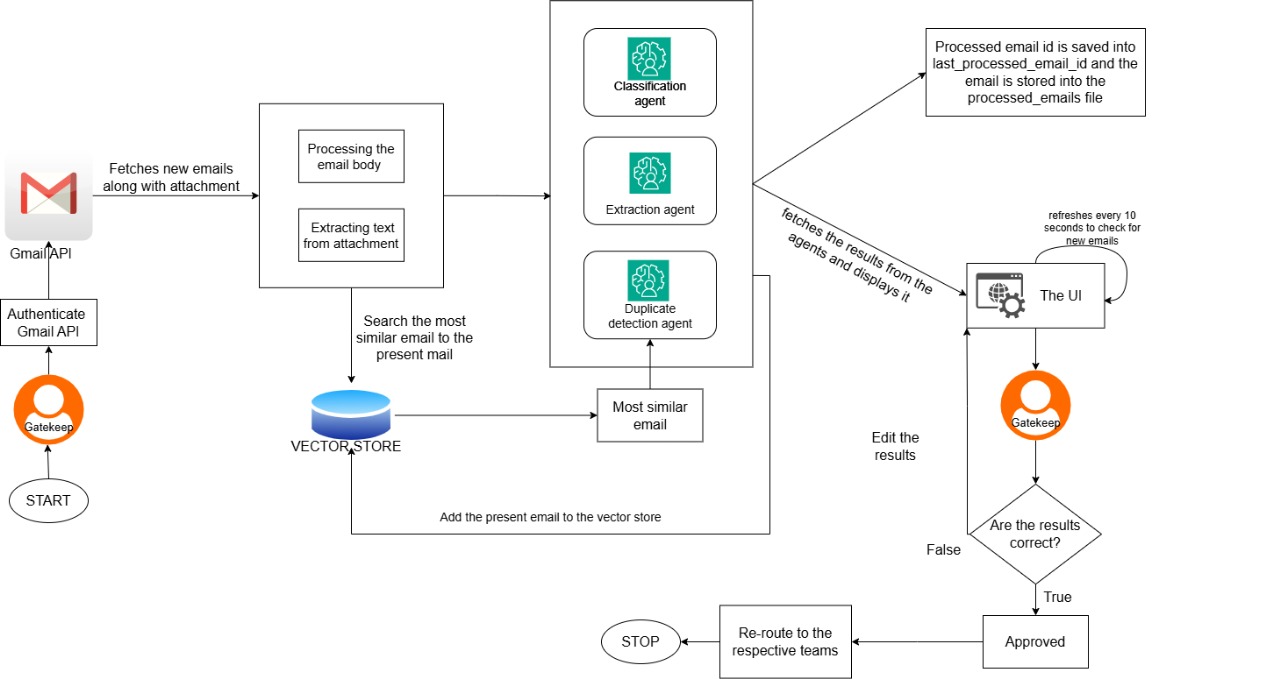 Fetches new emails
along with attachment
Gmail API
Authenticate
Gmail API
Gatekeep
START
Processing the
email body
Extracting text
from attachment
Search the most
similar email to the
present mail
VECTOR STORE
Classification
agent
Extraction agent
Duplicate
detection agent
Most similar
email
Add the present email to the vector store
Processed email id is saved into
last_processed_email_id and the
email is stored into the
processed_emails file
fetches the results from the
agents and displays it
refreshes every 10
seconds to check for
new emails
The UI
Gatekeep
Edit the
results
Are the results
correct?
False
True
Approved
Re-route to the
respective teams
STOP